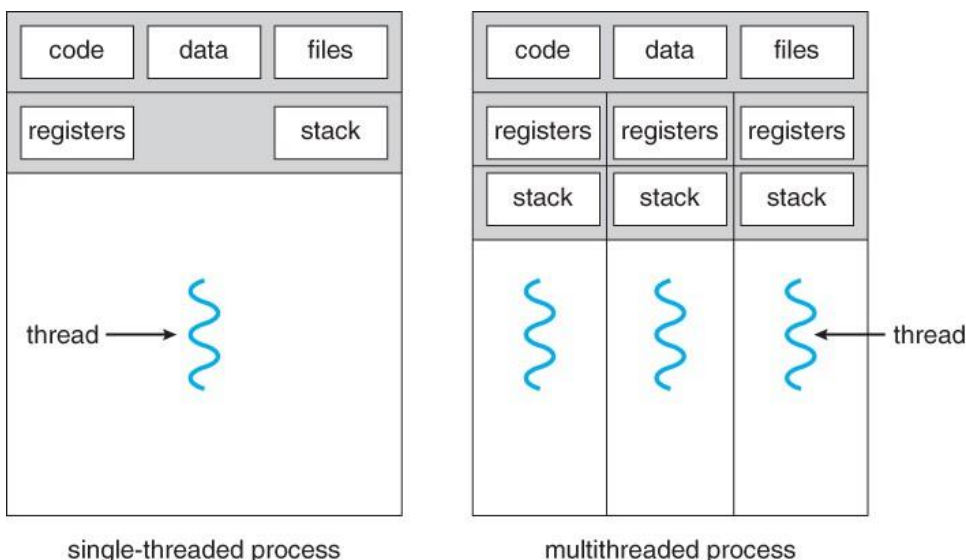 code data files code data files
registers stack registers registers registers
stack stack stack
thread thread
single-threaded process multithreaded process